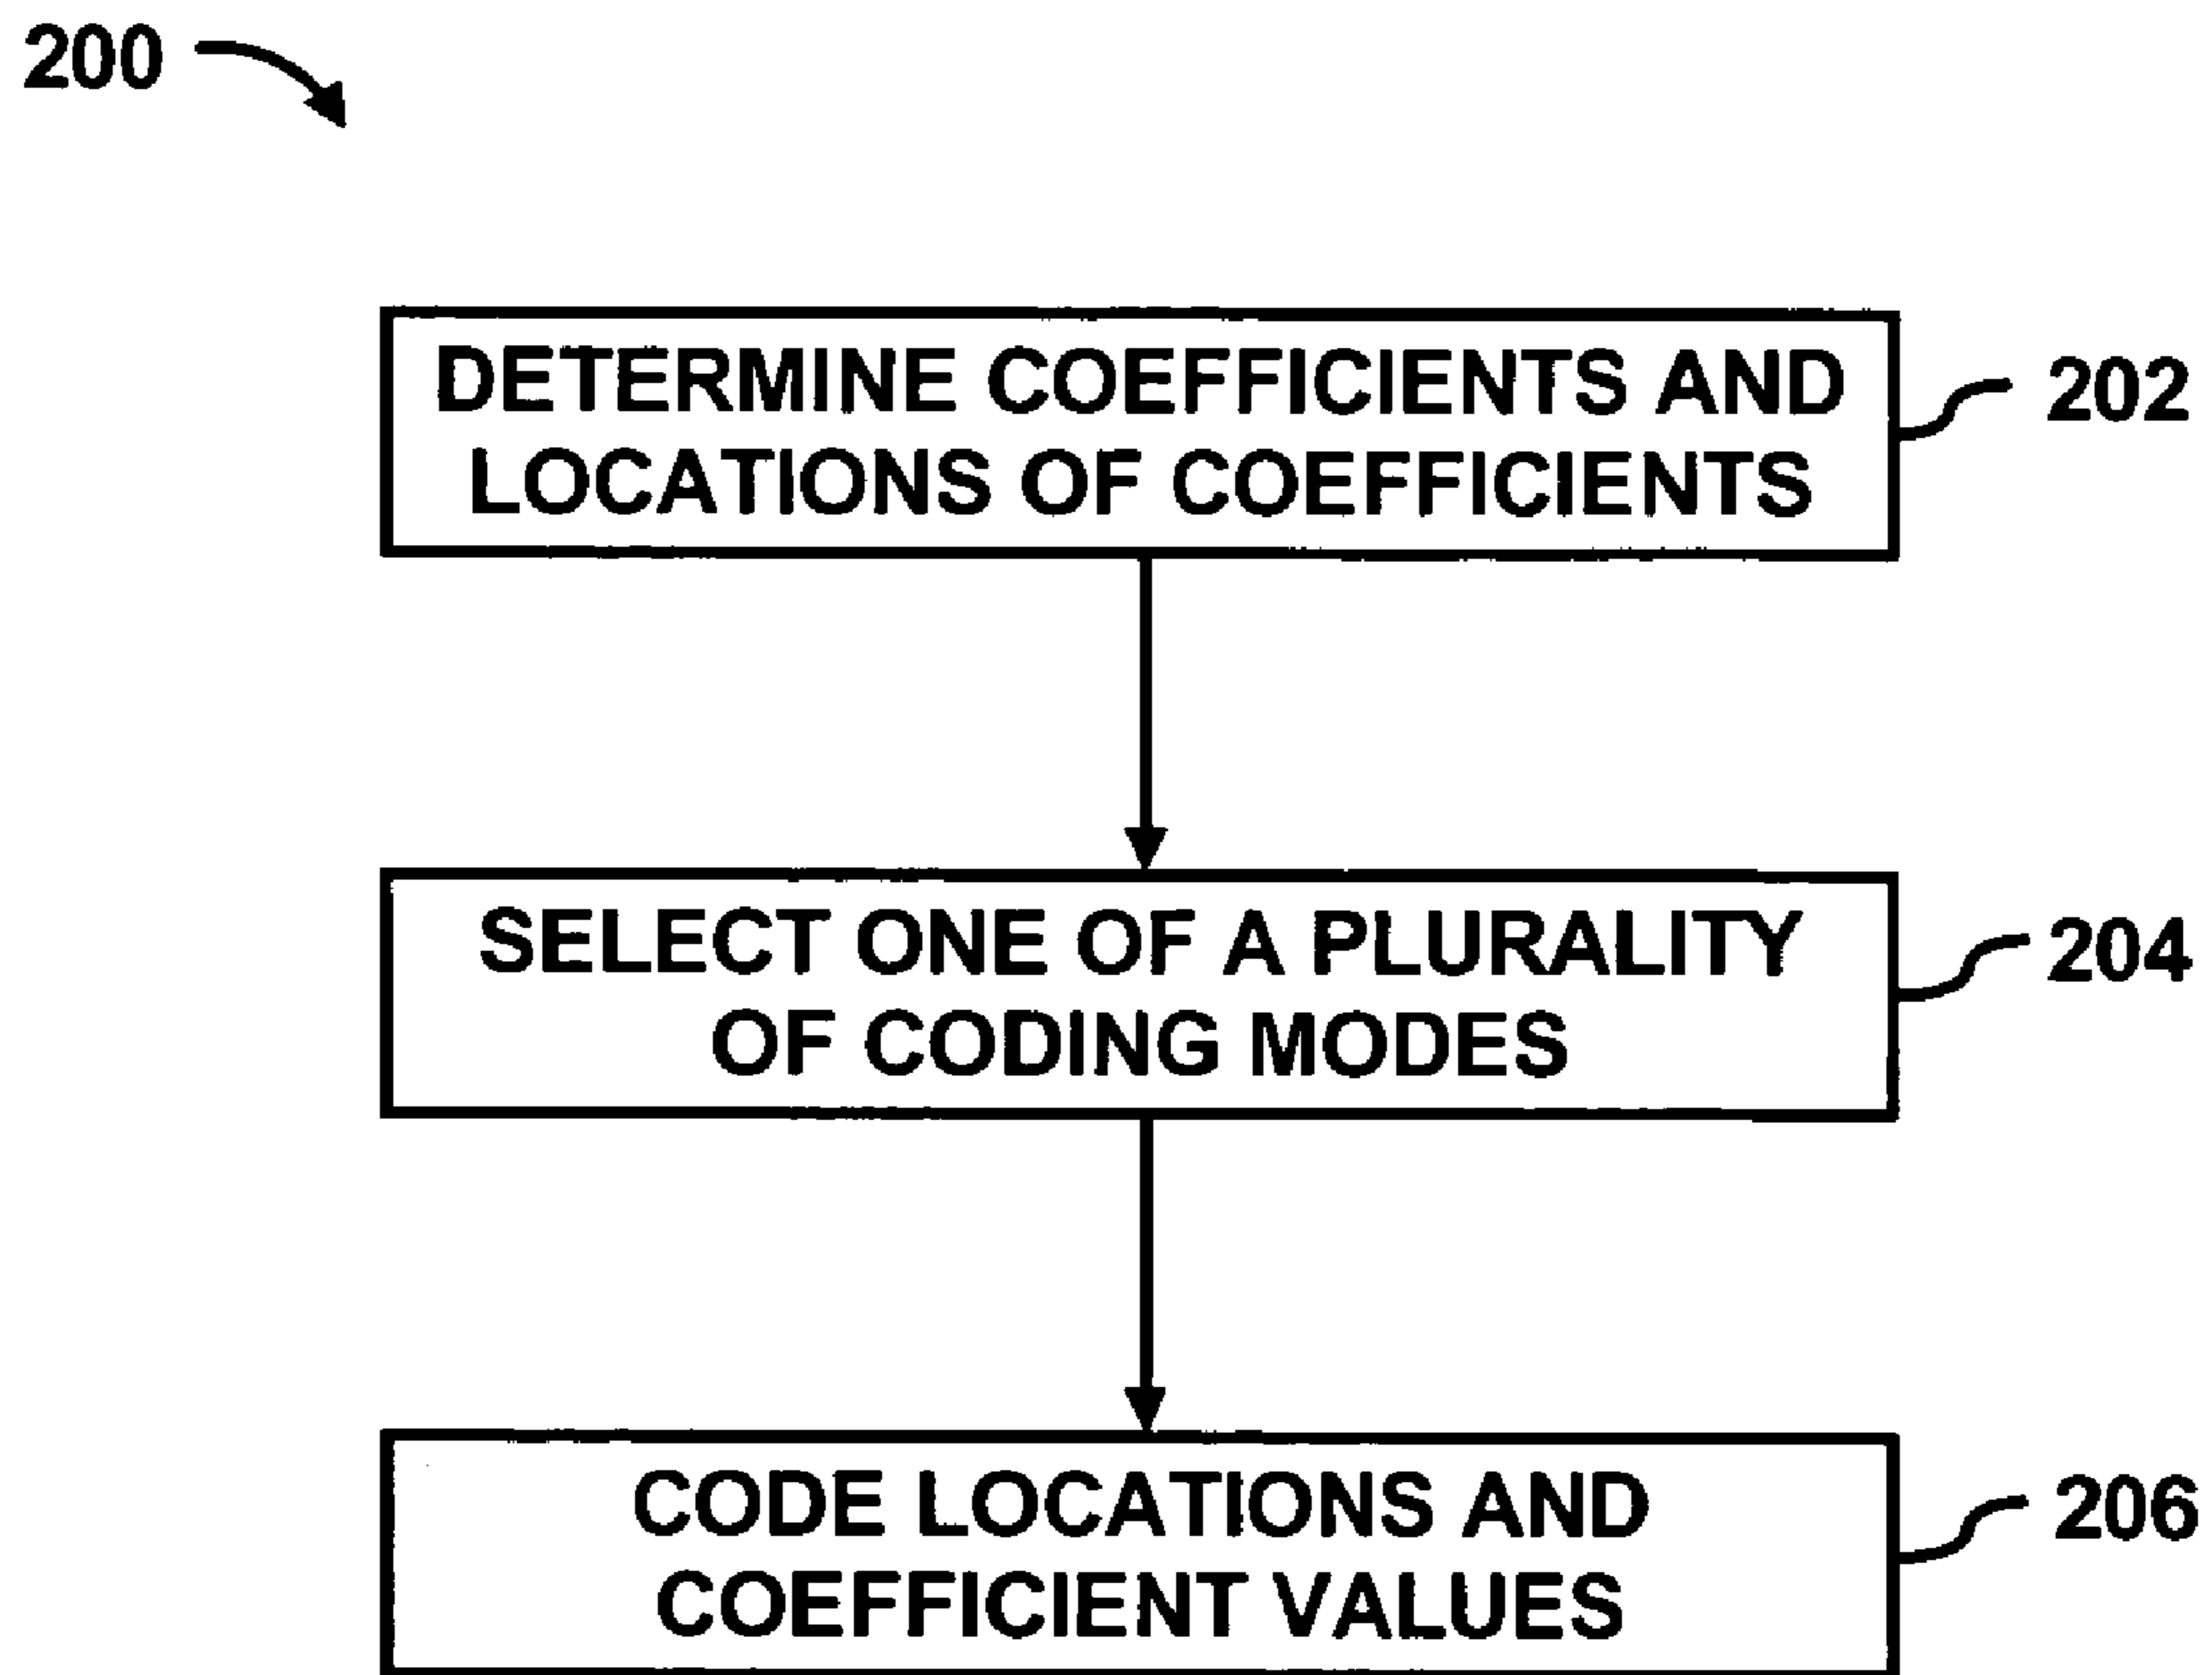 200
DETERMINE COEFFICIENTS AND
LOCATIONS OF COEFFICIENTS
202
SELECT ONE OF A PLURALITY
OF CODING MODES
204
CODE LOCATIONS AND
COEFFICIENT VALUES
206